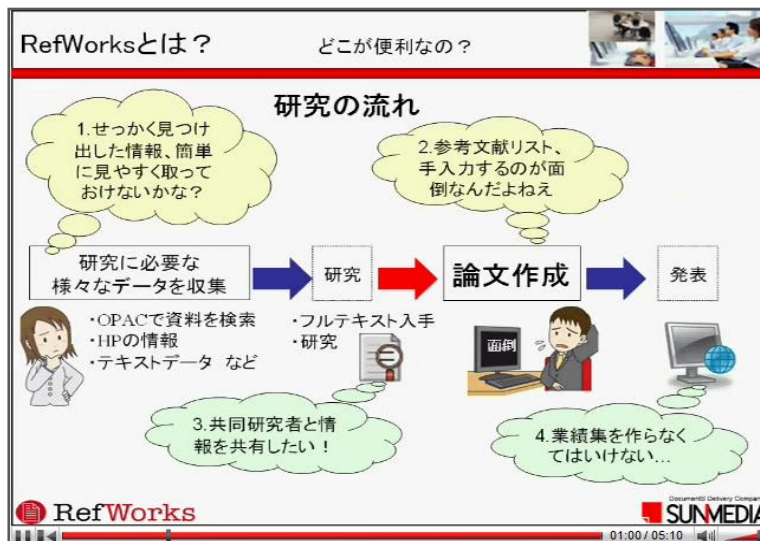 RefWorksとは？
どこが便利なの？
研究の流れ
1.せっかく見つけ
出した情報、簡単
に見やすく取って
おけないかな？
2.参考文献リスト、
手入力するのが面
倒なんだよねえ
研究に必要な
様々なデータを収集
研究
論文作成
発表
・OPACで資料を検索
・HPの情報
・テキストデータ など
・フルテキスト入手
・研究
面倒
3.共同研究者と情
報を共有したい！
4.業績集を作らなく
てはいけない…
RefWorks
Documents Delivery Company
SUNMEDIA
01:00 / 05:10